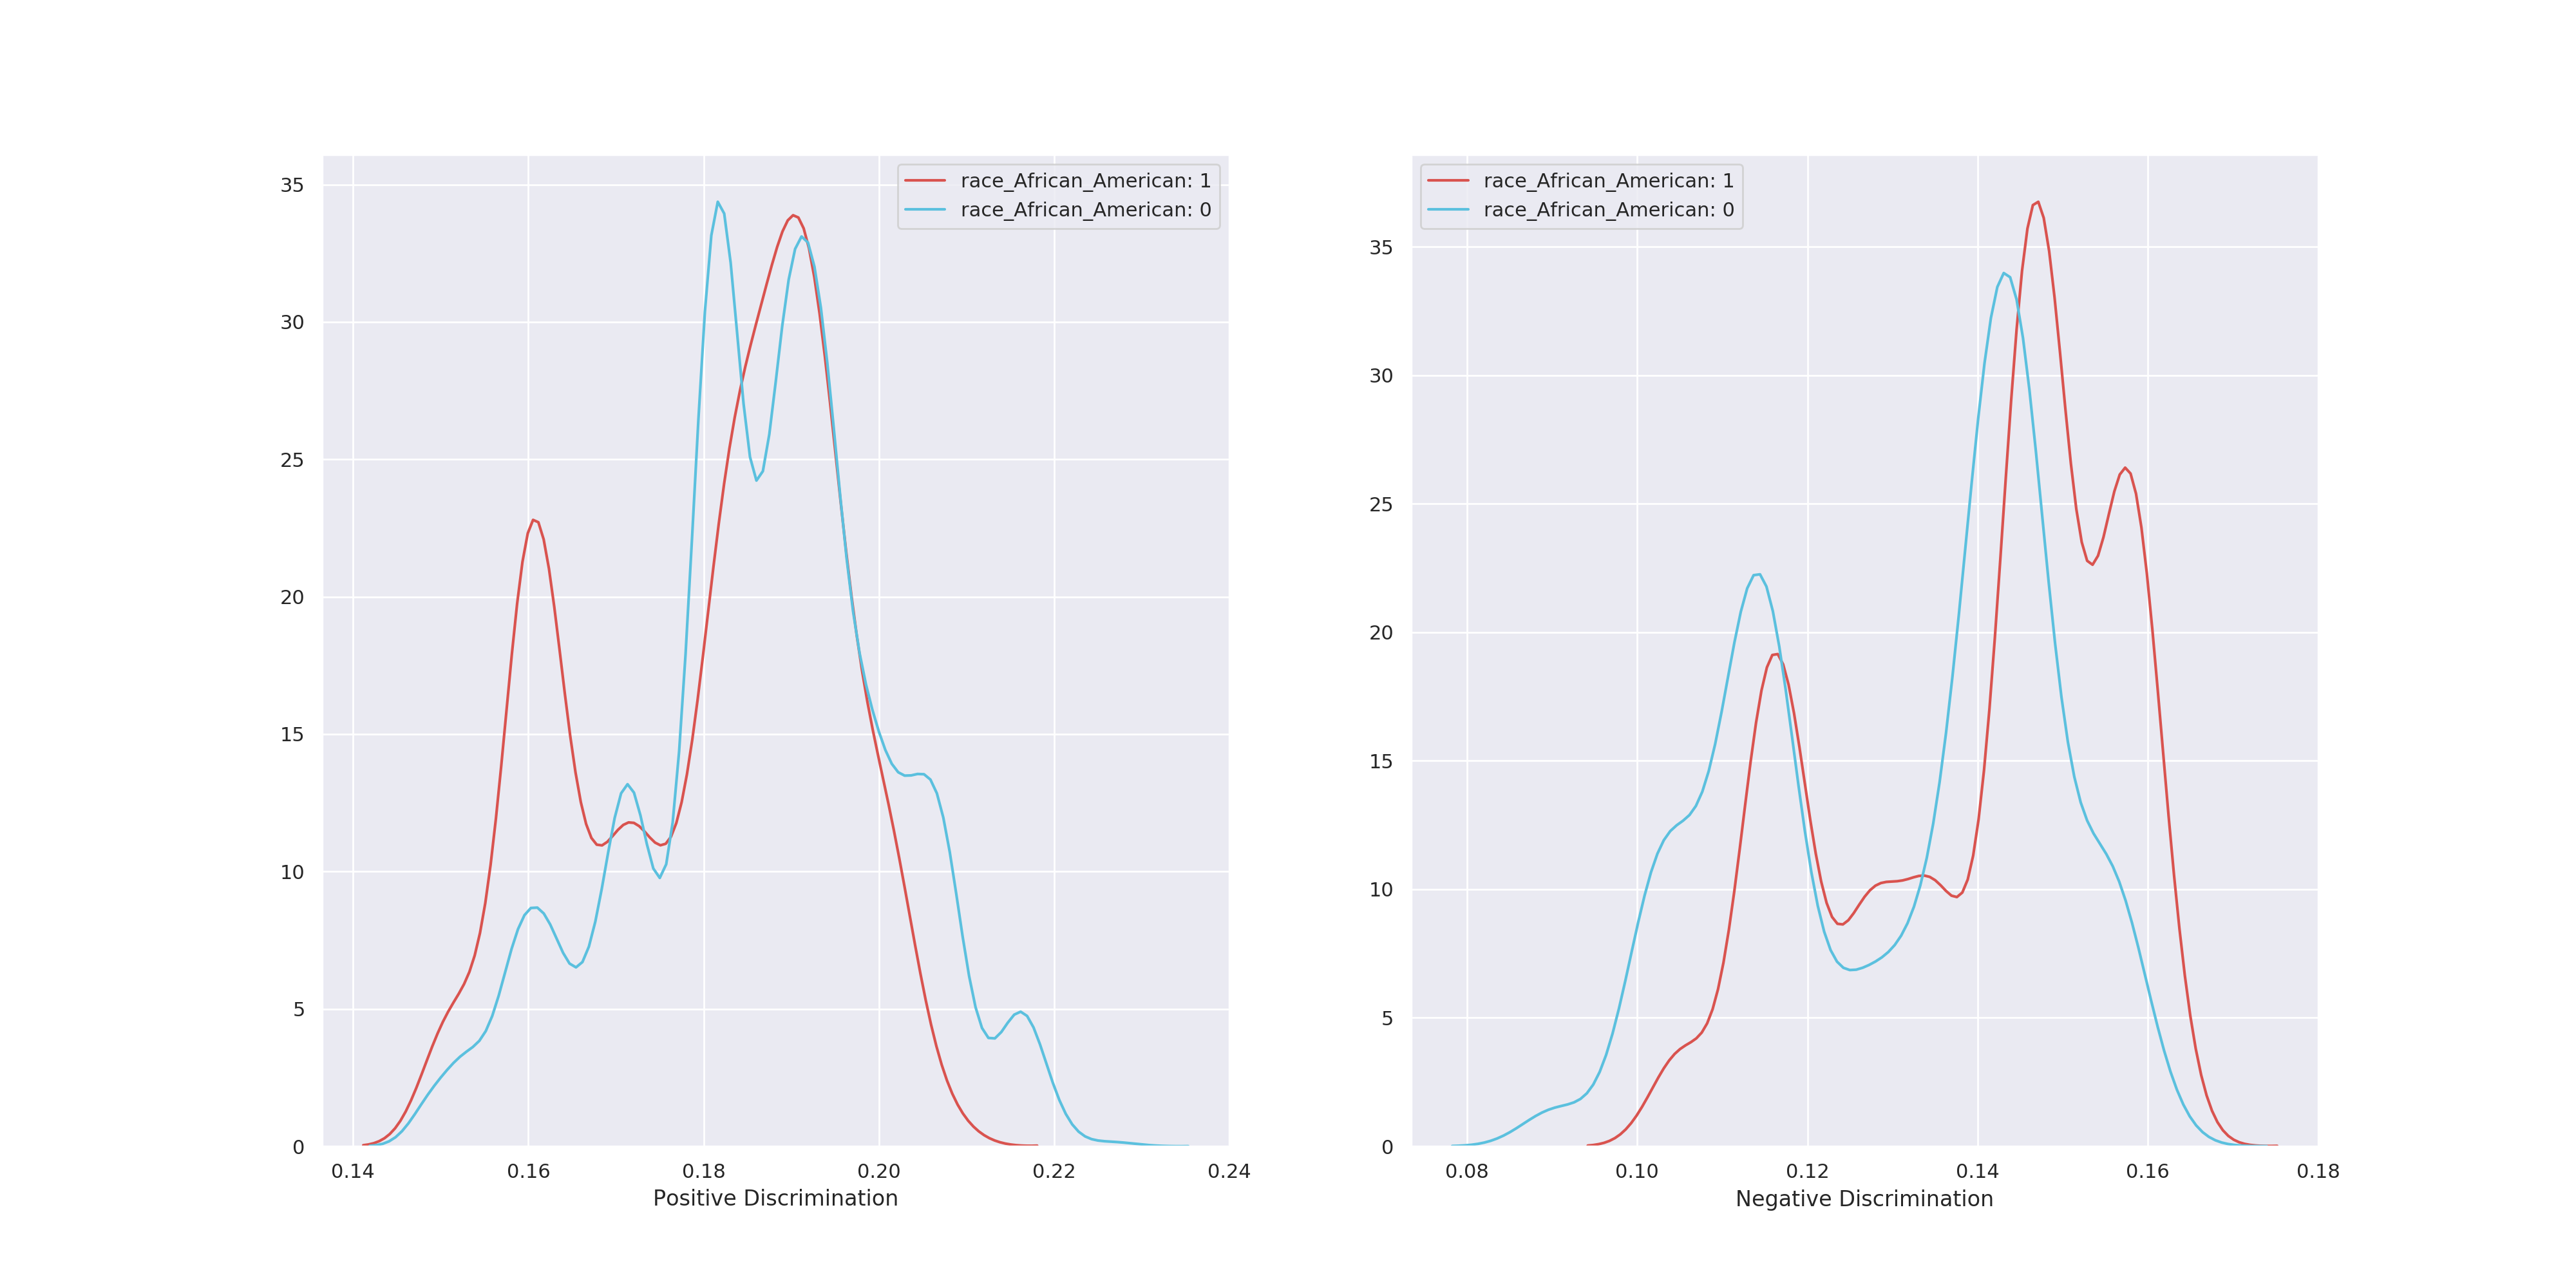 race_African_American: 1
race_African_American: 0
35
30
25
20
15
10
5
0
0.14 0.16 0.18 0.20 0.22 0.24
Positive Discrimination
race_African_American: 1
race_African_American: 0
35
30
25
20
15
10
5
0
0.08 0.10 0.12 0.14 0.16 0.18
Negative Discrimination